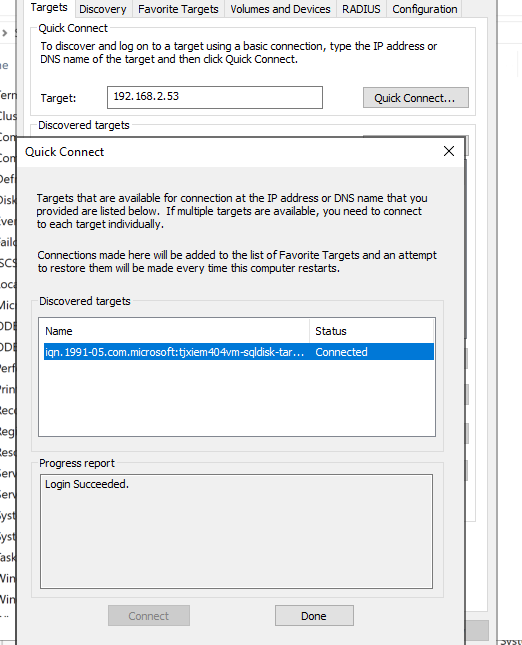 Targets Discovery Favorite Targets Volumes and Devices RADIUS Configuration
Quick Connect
To discover and log on to a target using a basic connection, type the IP address or
DNS name of the target and then click Quick Connect.
Target: 192.168.2.53 Quick Connect...
Discovered targets
Quick Connect
Targets that are available for connection at the IP address or DNS name that you
provided are listed below. If multiple targets are available, you need to connect
to each target individually.
Connections made here will be added to the list of Favorite Targets and an attempt
to restore them will be made every time this computer restarts.
Discovered targets
Name Status
iqn.1991-05.com.microsoft:tjxiem404vm-sqldisk-tar... Connected
Progress report
Login Succeeded.
Connect Done